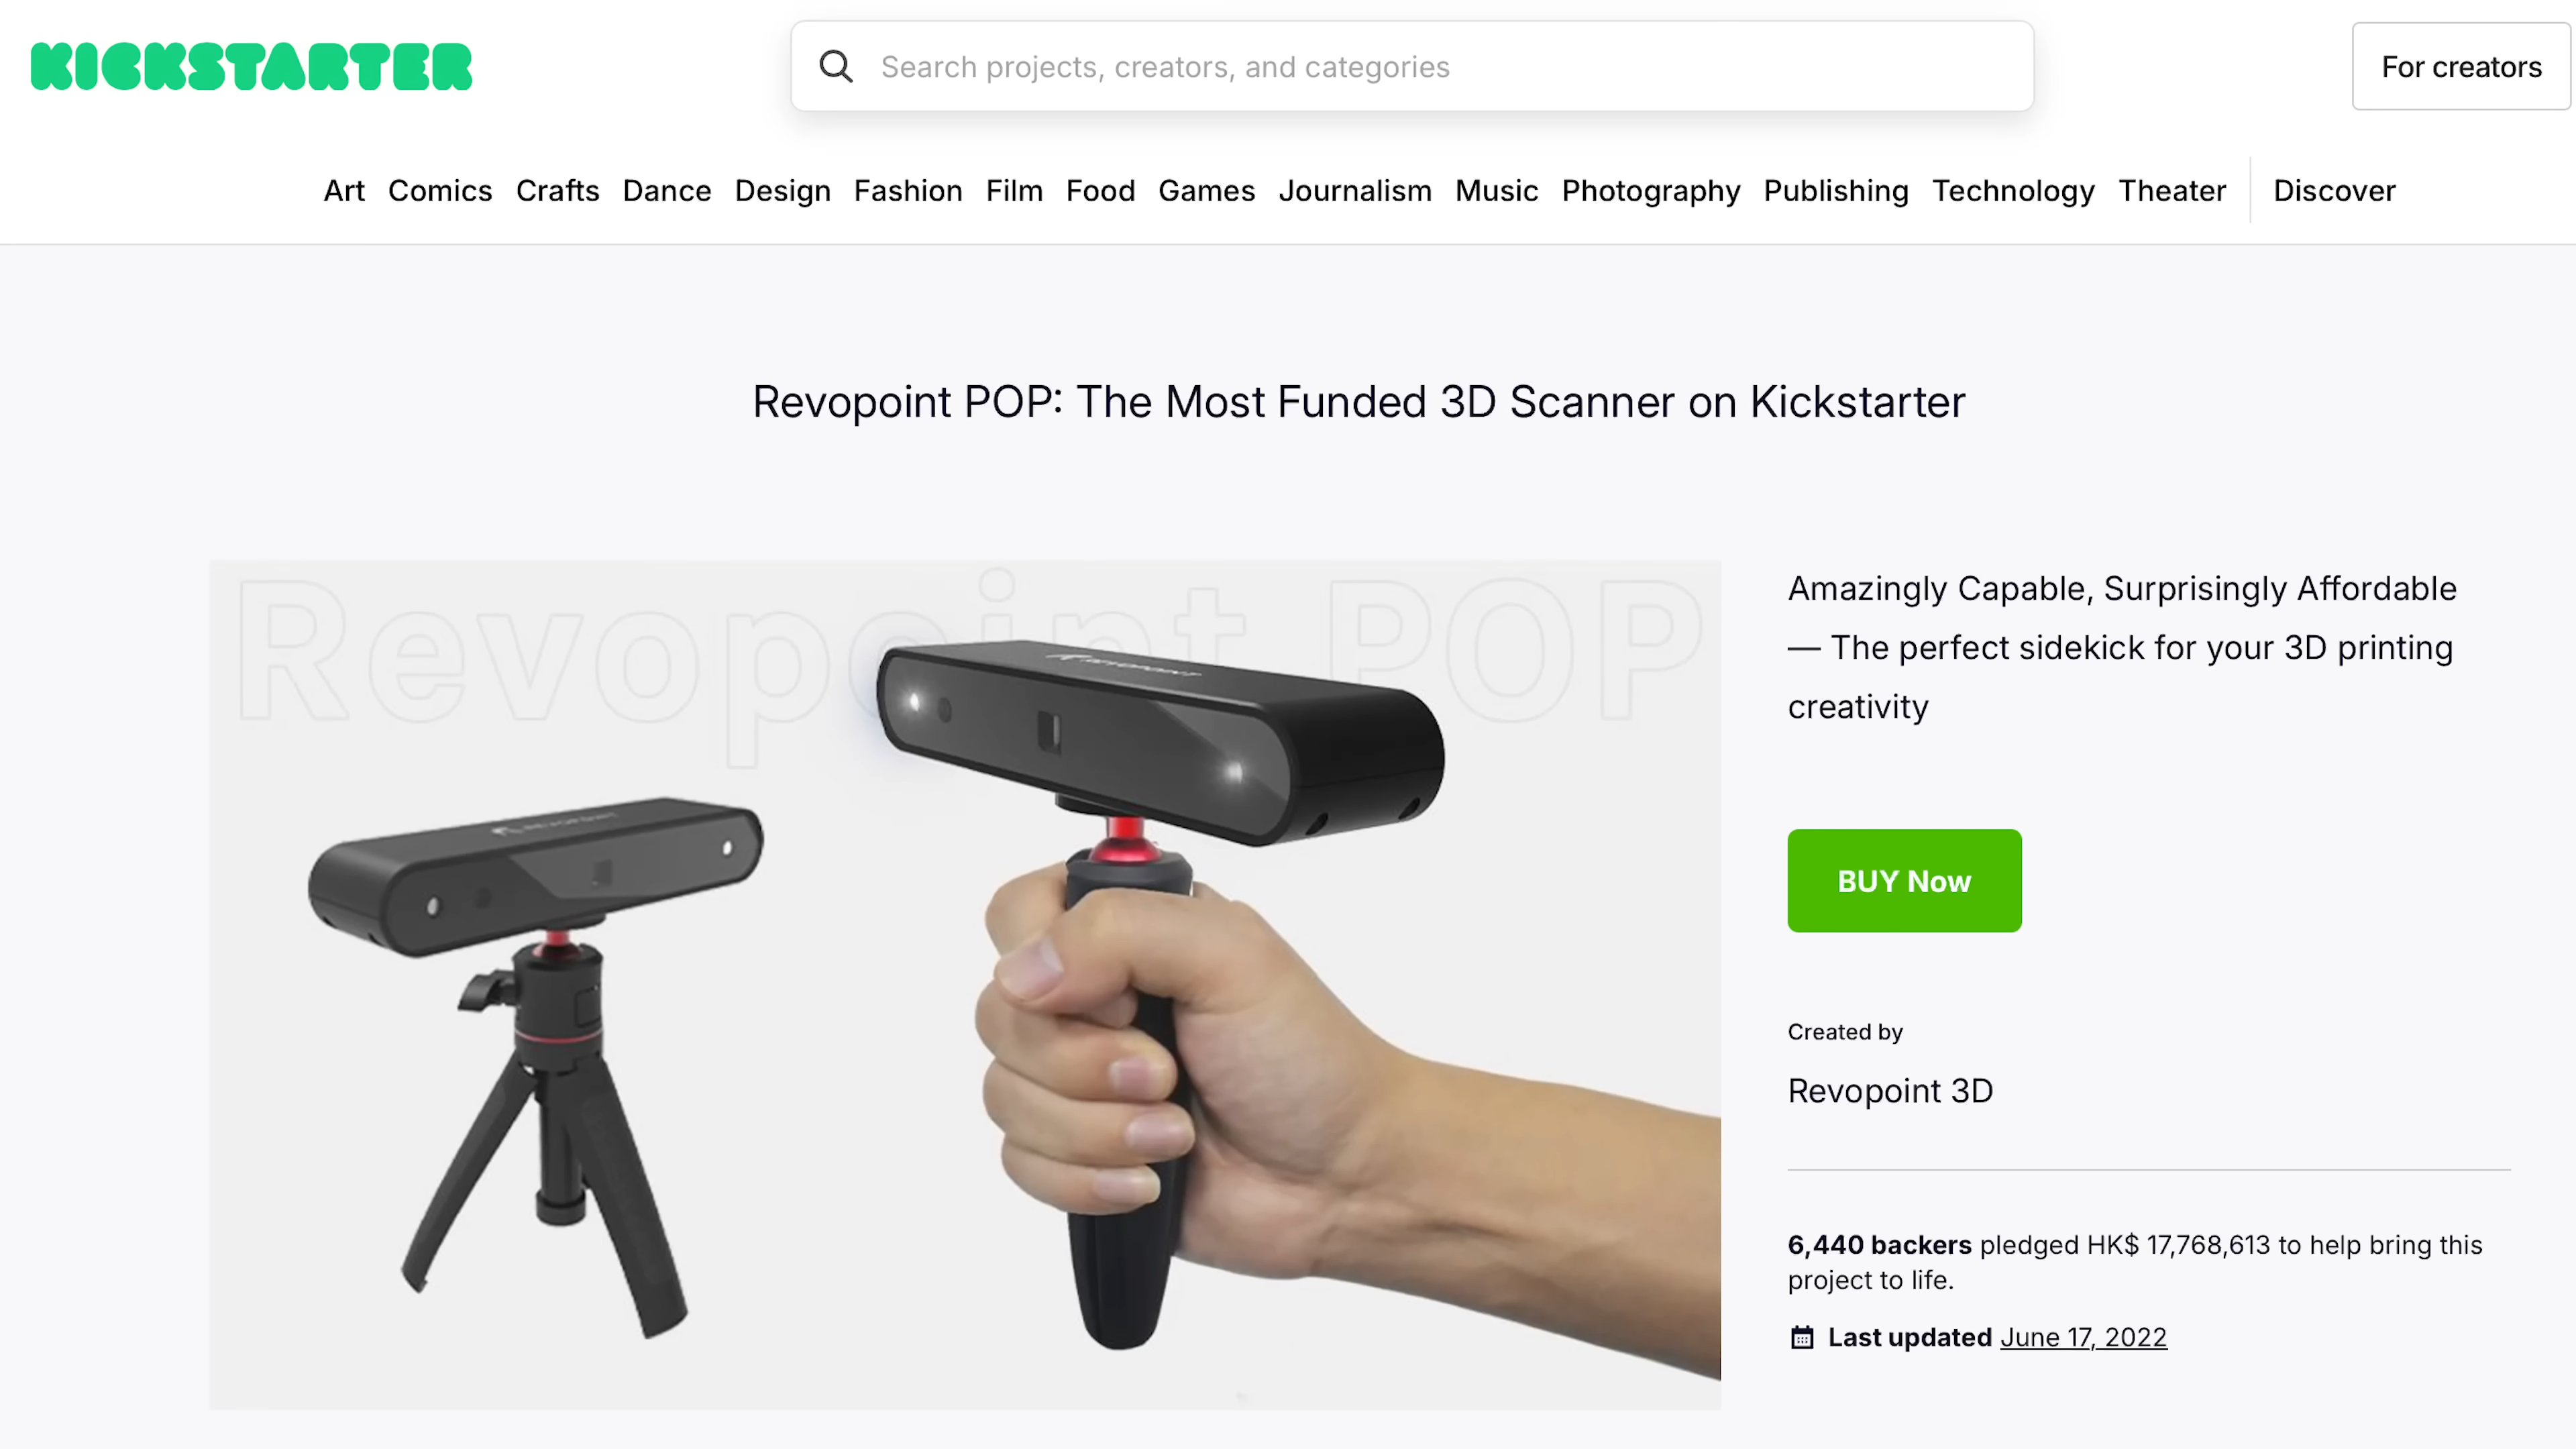 KICKSTARTER
Search projects, creators, and categories
For creators
Art Comics Crafts Dance Design Fashion Film Food Games Journalism Music Photography Publishing Technology Theater Discover
Revopoint POP: The Most Funded 3D Scanner on Kickstarter
Revopoint POP
REVOPOINT
REVOPOINT
Amazingly Capable, Surprisingly Affordable
— The perfect sidekick for your 3D printing
creativity
BUY Now
Created by
Revopoint 3D
6,440 backers pledged HK$ 17,768,613 to help bring this
project to life.
Last updated June 17, 2022